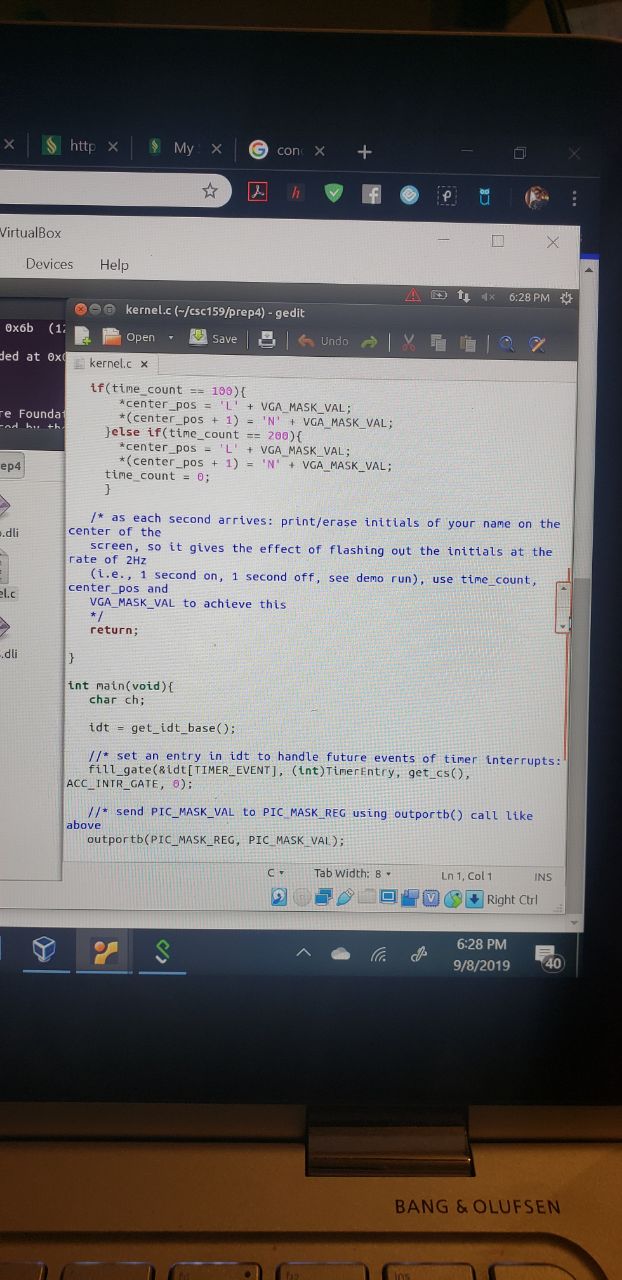 http
My
con
VirtualBox
Devices Help
6:28 PM
kernel.c (~/csc159/prep4) - gedit
0x6b (12
Open Save Undo
ded at 0x
kernel.c x
if(time_count == 100){
*center_pos = 'L' + VGA_MASK_VAL;
re Foundat
*(center_pos + 1) = 'N' + VGA_MASK_VAL;
}else if(time_count == 200){
*center_pos = 'L' + VGA_MASK_VAL;
ep4
*(center_pos + 1) = 'N' + VGA_MASK_VAL;
time_count = 0;
}
/* as each second arrives: print/erase initials of your name on the
center of the
.dli
screen, so it gives the effect of flashing out the initials at the
rate of 2Hz
(i.e., 1 second on, 1 second off, see demo run), use time_count,
center_pos and
el.c
VGA_MASK_VAL to achieve this
*/
return;
.dli
}
int main(void){
char ch;
idt = get_idt_base();
//* set an entry in idt to handle future events of timer interrupts:
fill_gate(&idt[TIMER_EVENT], (int)TimerEntry, get_cs(),
ACC_INTR_GATE, 0);
//* send PIC_MASK_VAL to PIC_MASK_REG using outportb() call like
above
outportb(PIC_MASK_REG, PIC_MASK_VAL);
C Tab Width: 8 Ln 1, Col 1 INS
Right Ctrl
6:28 PM
9/8/2019
40
BANG & OLUFSEN
ins